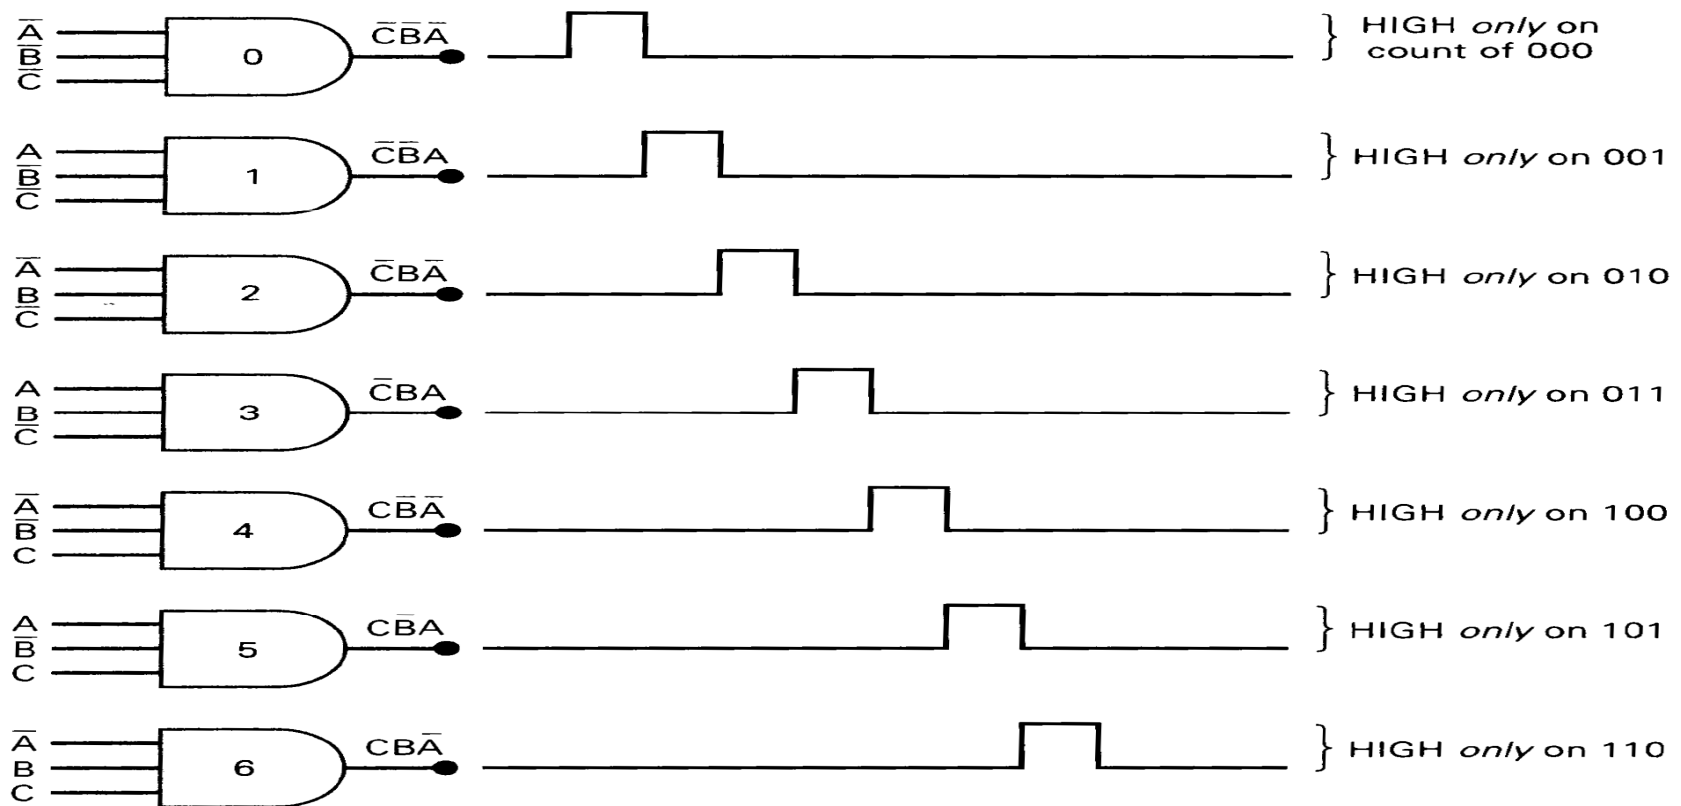 A̅
B̅
C̅
0
C̅B̅A̅
HIGH only on
count of 000
A
B̅
C̅
1
C̅B̅A
HIGH only on 001
A̅
B
C̅
2
C̅BA̅
HIGH only on 010
A
B
C̅
3
C̅BA
HIGH only on 011
A̅
B̅
C
4
CB̅A̅
HIGH only on 100
A
B̅
C
5
CB̅A
HIGH only on 101
A̅
B
C
6
CBA̅
HIGH only on 110